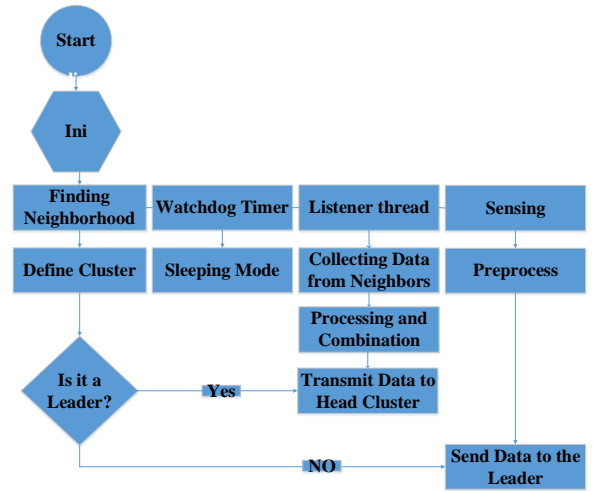 Start
Ini
Finding
Neighborhood
Watchdog Timer
Listener thread
Sensing
Define Cluster
Sleeping Mode
Collecting Data
from Neighbors
Preprocess
Processing and
Combination
Is it a
Leader?
Yes
Transmit Data to
Head Cluster
NO
Send Data to the
Leader